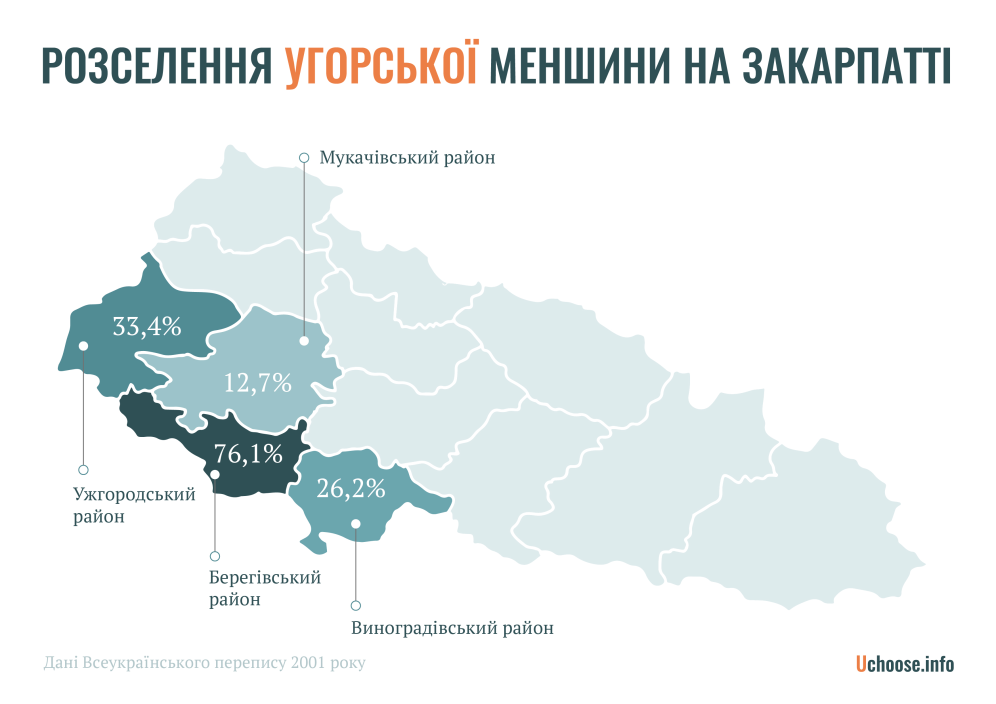 РОЗСЕЛЕННЯ УГОРСЬКОЇ МЕНШИНИ НА ЗАКАРПАТТІ
Мукачівський район
33,4%
12,7%
76,1%
26,2%
Ужгородський
район
Берегівський
район
Виноградівський район
Дані Всеукраїнського перепису 2001 року
Uchoose.info